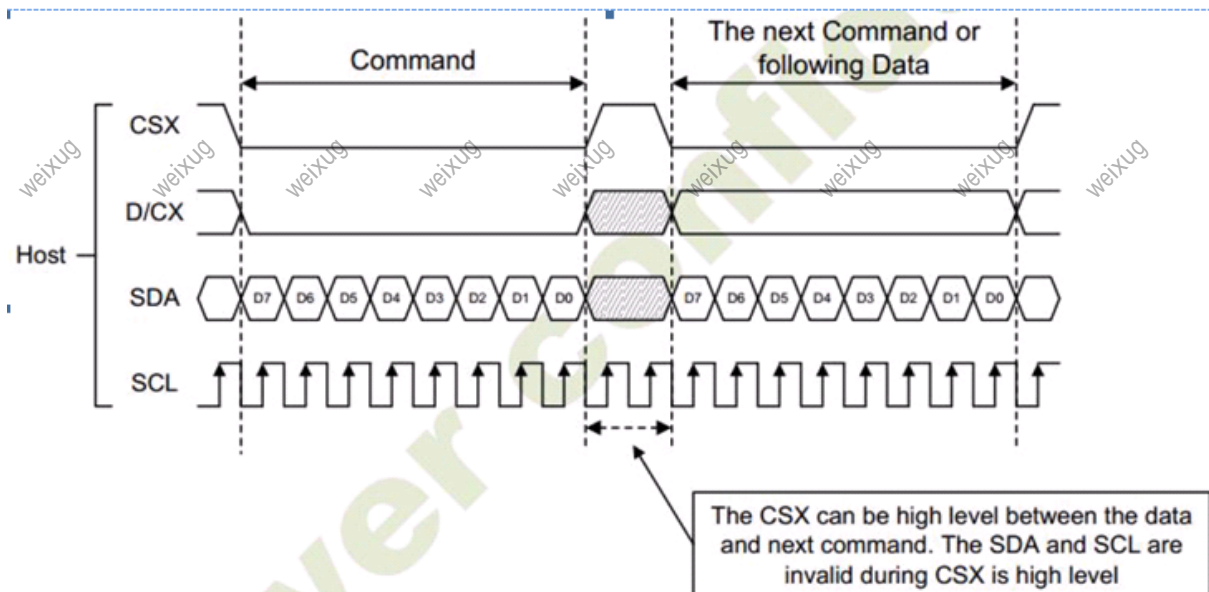 The next Command or
following Data
Command
CSX
weixug weixug weixug weixug weixug weixug weixug weixug weixug
D/CX
Host
SDA D7 D6 D5 D4 D3 D2 D1 D0 D7 D6 D5 D4 D3 D2 D1 D0
SCL
The CSX can be high level between the data
and next command. The SDA and SCL are
invalid during CSX is high level